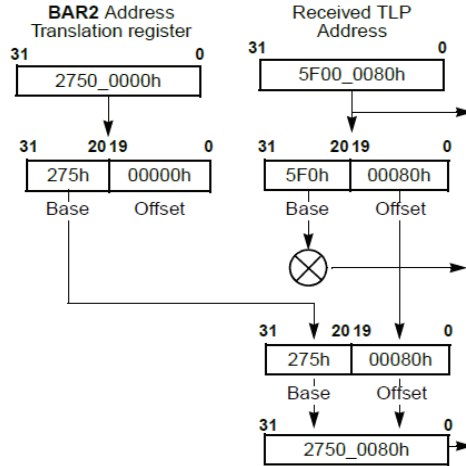 BAR2 Address
Translation register
Received TLP
Address
31 0
31 0
2750_0000h
5F00_0080h
31 20 19 0
31 20 19 0
275h 00000h
5F0h 00080h
Base Offset
Base Offset
31 20 19 0
275h 00080h
Base Offset
31 0
2750_0080h